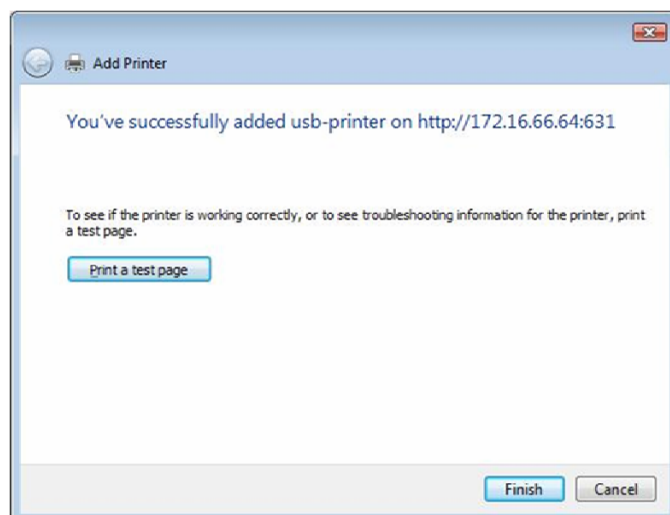 Add Printer
You've successfully added usb-printer on http://172.16.66.64:631
To see if the printer is working correctly, or to see troubleshooting information for the printer, print
a test page.
Print a test page
Finish Cancel